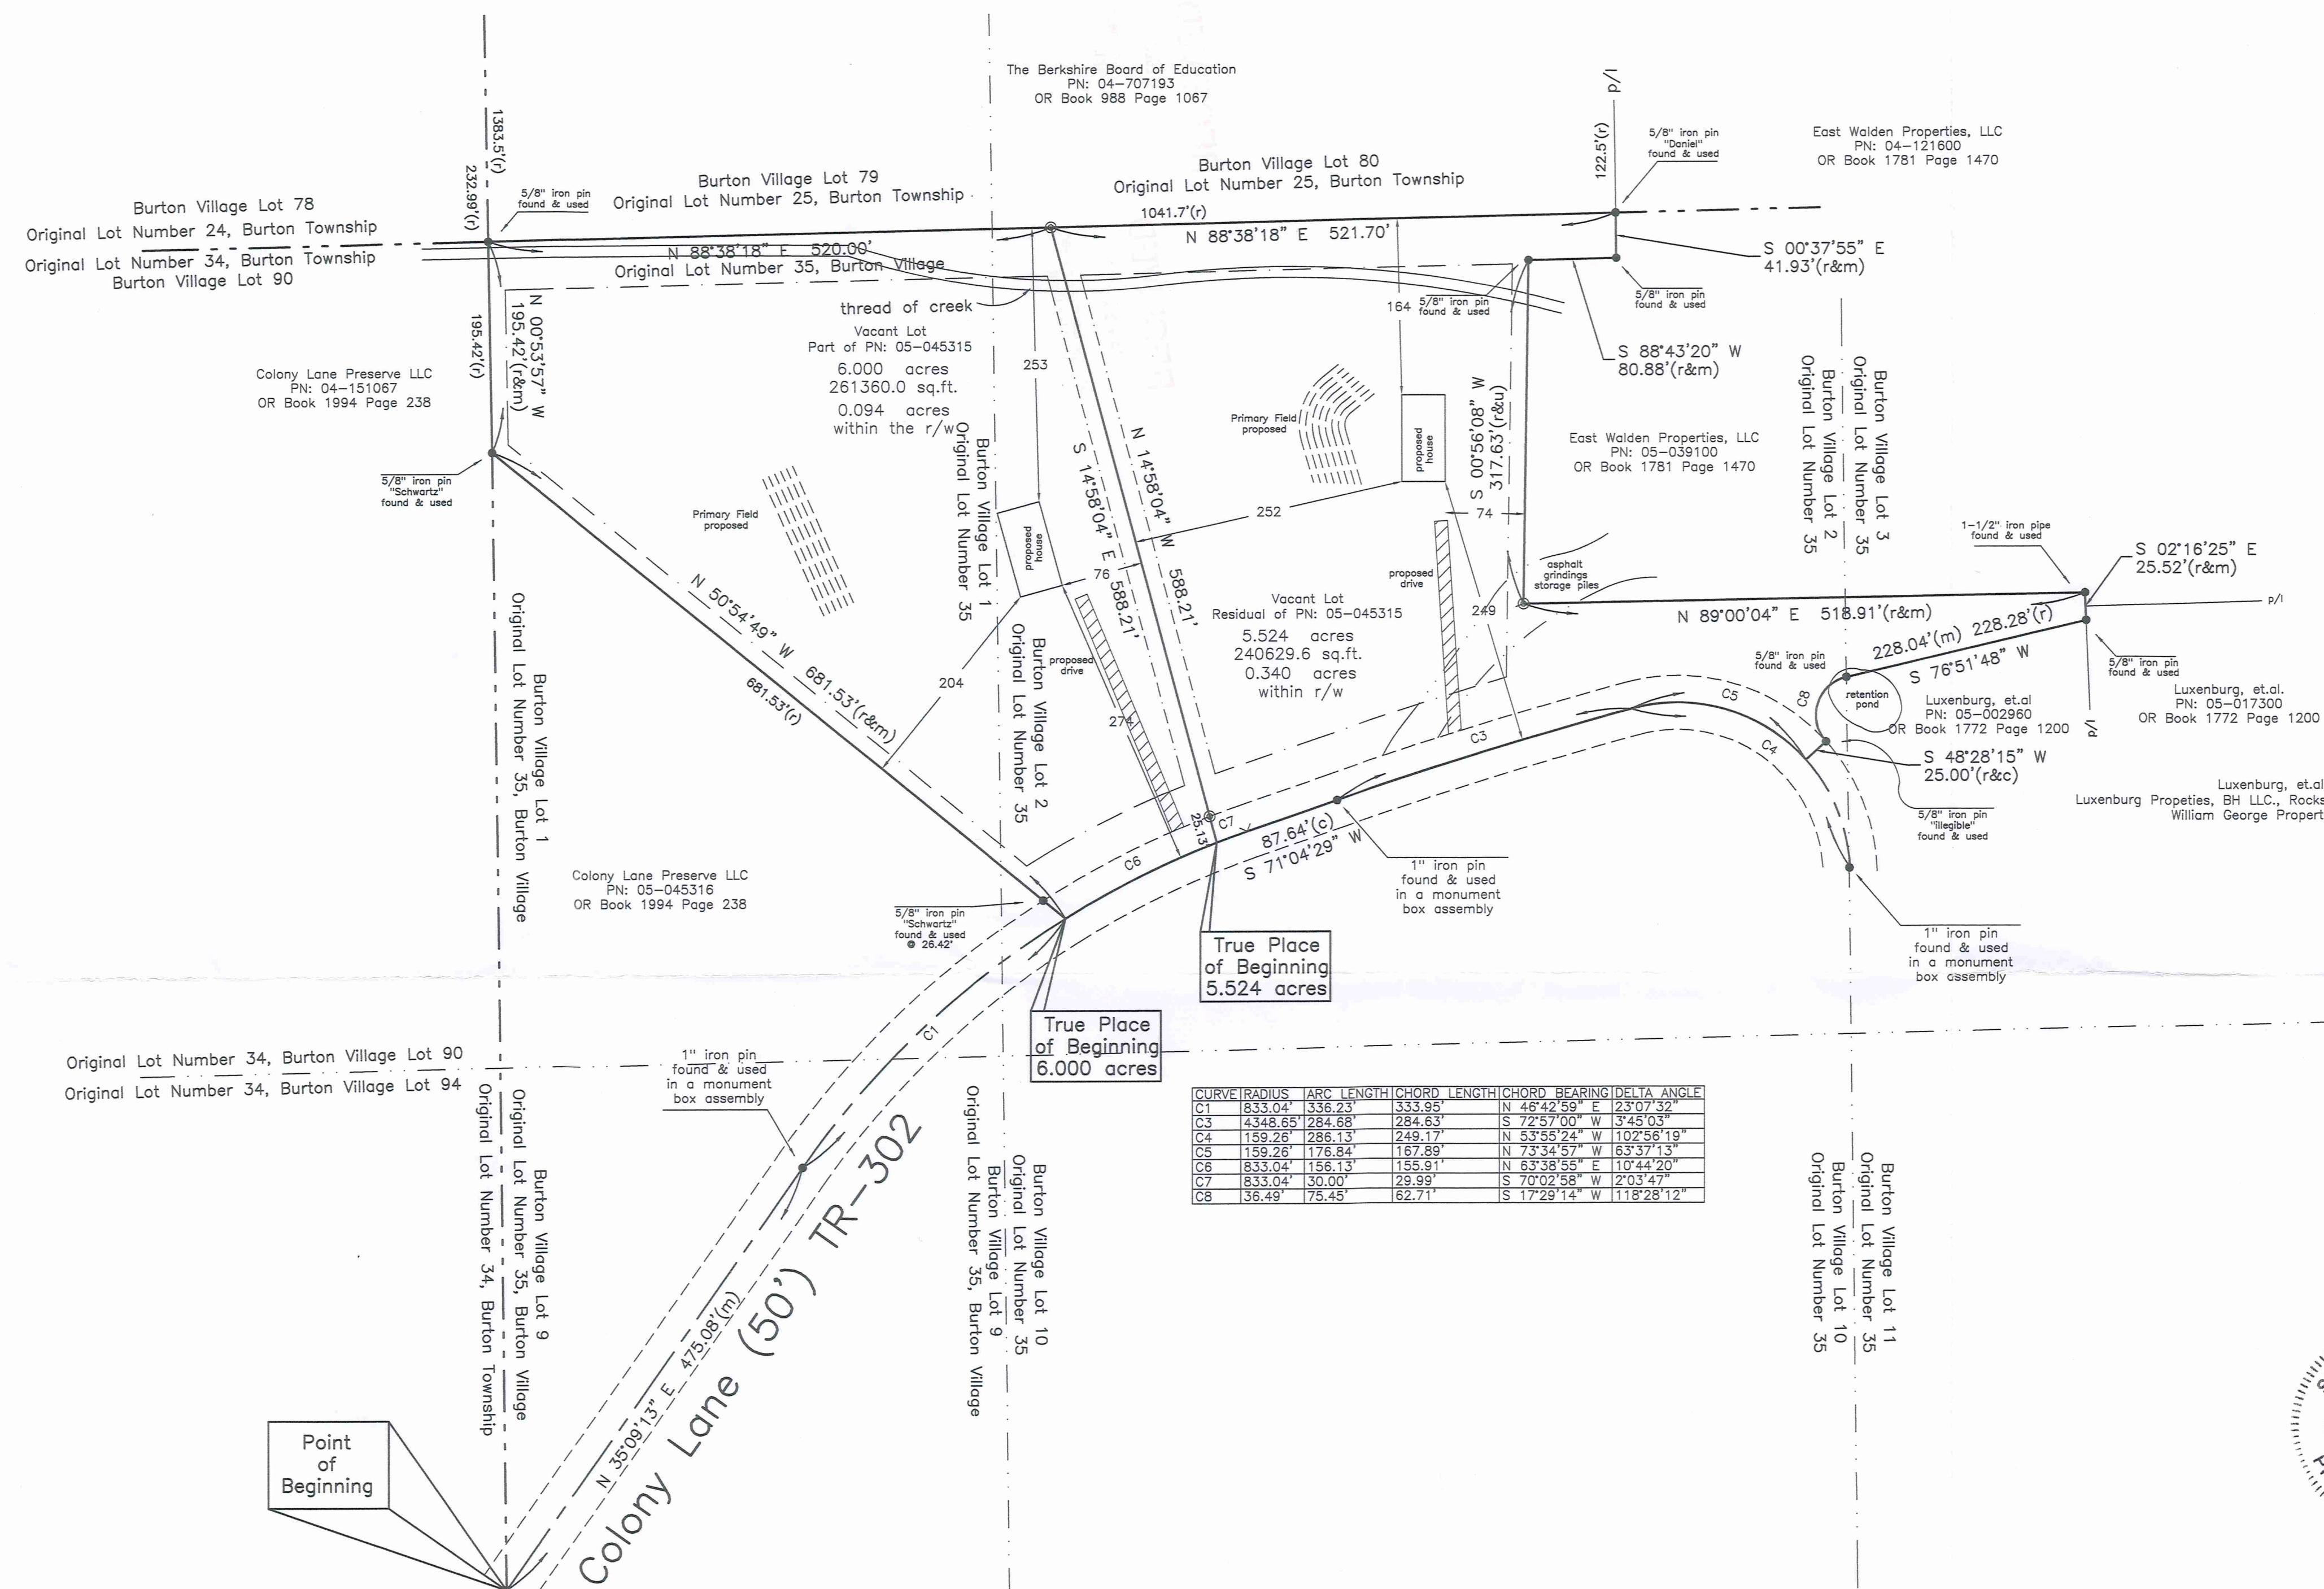 The Berkshire Board of Education
PN: 04-707193
OR Book 988 Page 1067
p/l
1383.5'(r)
232.99'(r)
122.5'(r)
5/8" iron pin
"Daniel"
found & used
East Walden Properties, LLC
PN: 04-121600
OR Book 1781 Page 1470
Burton Village Lot 78
Original Lot Number 24, Burton Township
Original Lot Number 34, Burton Township
Burton Village Lot 90
5/8" iron pin
found & used
Burton Village Lot 79
Original Lot Number 25, Burton Township
Burton Village Lot 80
Original Lot Number 25, Burton Township
1041.7'(r)
N 88°38'18" E 520.00'
N 88°38'18" E 521.70'
Original Lot Number 35, Burton Village
S 00°37'55" E
41.93'(r&m)
5/8" iron pin
found & used
5/8" iron pin
found & used
S 88°43'20" W
80.88'(r&m)
N 00°53'57" W
195.42'(r&m)
195.42'(r)
thread of creek
Vacant Lot
Part of PN: 05-045315
6.000 acres
261360.0 sq.ft.
0.094 acres
within the r/w
253
164
Colony Lane Preserve LLC
PN: 04-151067
OR Book 1994 Page 238
5/8" iron pin
"Schwartz"
found & used
Primary Field
proposed
Primary Field
proposed
proposed
house
proposed
house
Burton Village Lot 1
Original Lot Number 35
Burton Village Lot 2
Original Lot Number 35
S 14°58'04" E 588.21'
N 14°58'04" W 588.21'
S 00°56'08" W
317.63'(r&u)
252
74
76
249
204
274
East Walden Properties, LLC
PN: 05-039100
OR Book 1781 Page 1470
Burton Village Lot 3
Original Lot Number 35
Burton Village Lot 2
Original Lot Number 35
proposed
drive
proposed
drive
asphalt
grindings
storage piles
Vacant Lot
Residual of PN: 05-045315
5.524 acres
240629.6 sq.ft.
0.340 acres
within r/w
1-1/2" iron pipe
found & used
S 02°16'25" E
25.52'(r&m)
p/l
N 89°00'04" E 518.91'(r&m)
228.04'(m) 228.28'(r)
S 76°51'48" W
5/8" iron pin
found & used
5/8" iron pin
found & used
p/l
retention
pond
Luxenburg, et.al
PN: 05-002960
OR Book 1772 Page 1200
Luxenburg, et.al.
PN: 05-017300
OR Book 1772 Page 1200
S 48°28'15" W
25.00'(r&c)
5/8" iron pin
"illegible"
found & used
Luxenburg, et.al
Luxenburg Propeties, BH LLC., Rocks
William George Propert
N 50°54'49" W 681.53'(r&m)
681.53'(r)
Burton Village Lot 1
Original Lot Number 35, Burton Village
C3
C4
C5
C8
C6
C7
C1
25.13'
87.64'(c)
S 71°04'29" W
1" iron pin
found & used
in a monument
box assembly
1" iron pin
found & used
in a monument
box assembly
Colony Lane Preserve LLC
PN: 05-045316
OR Book 1994 Page 238
5/8" iron pin
"Schwartz"
found & used
@ 26.42'
True Place
of Beginning
5.524 acres
True Place
of Beginning
6.000 acres
Original Lot Number 34, Burton Village Lot 90
Original Lot Number 34, Burton Village Lot 94
1" iron pin
found & used
in a monument
box assembly
CURVE RADIUS ARC LENGTH CHORD LENGTH CHORD BEARING DELTA ANGLE
C1 833.04' 336.23' 333.95' N 46°42'59" E 23°07'32"
C3 4348.65' 284.68' 284.63' S 72°57'00" W 3°45'03"
C4 159.26' 286.13' 249.17' N 53°55'24" W 102°56'19"
C5 159.26' 176.84' 167.89' N 73°34'57" W 63°37'13"
C6 833.04' 156.13' 155.91' N 63°38'55" E 10°44'20"
C7 833.04' 30.00' 29.99' S 70°02'58" W 2°03'47"
C8 36.49' 75.45' 62.71' S 17°29'14" W 118°28'12"
Burton Village Lot 9
Original Lot Number 35, Burton Village
Original Lot Number 34, Burton Township
Burton Village Lot 10
Original Lot Number 35
Burton Village Lot 9
Original Lot Number 35, Burton Village
Burton Village Lot 11
Original Lot Number 35
Burton Village Lot 10
Original Lot Number 35
N 35°09'13" E 475.08'(m)
Colony Lane (50') TR-302
Point
of
Beginning